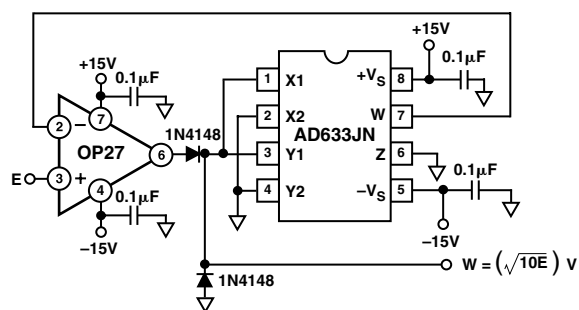 +15V
+15V
0.1µF
0.1µF
1 X1 +VS 8
2 − 7 1N4148 2 X2 W 7
OP27 6 AD633JN
E 3 + 3 Y1 Z 6
4 0.1µF 4 Y2 −VS 5 0.1µF
−15V
−15V
W = (√10E) V
1N4148